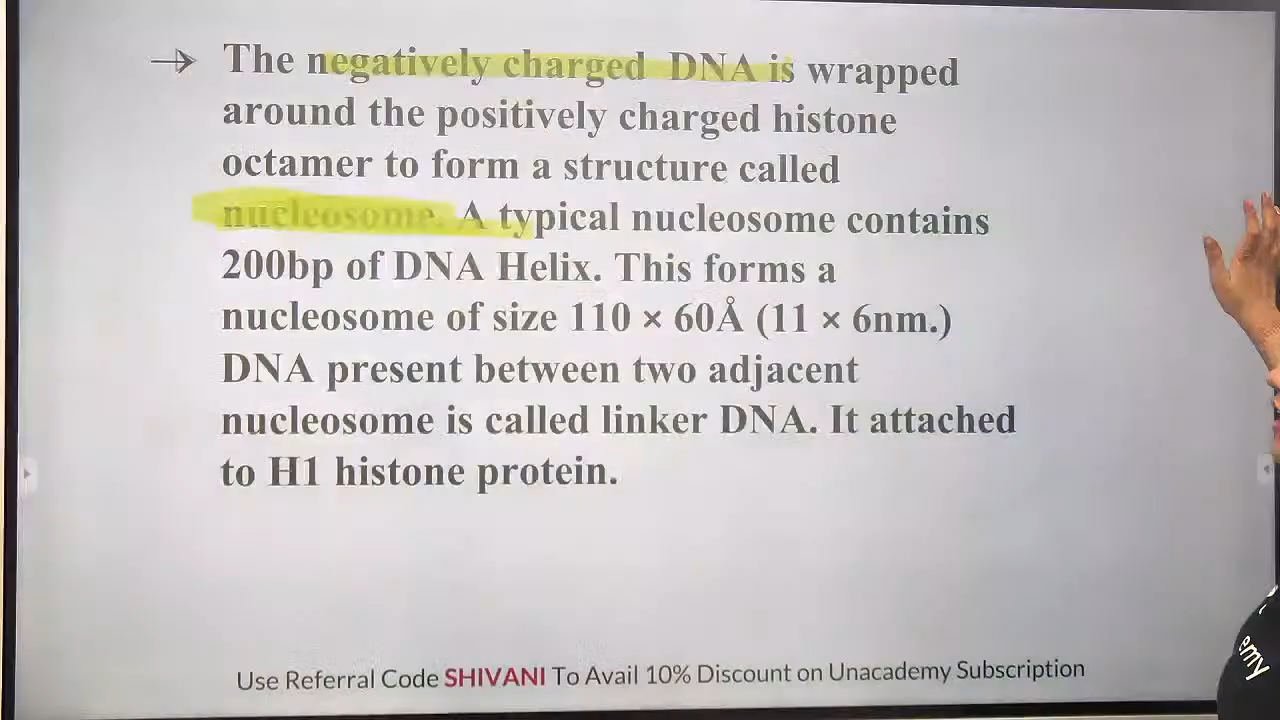 → The negatively charged DNA is wrapped
around the positively charged histone
octamer to form a structure called
nucleosome. A typical nucleosome contains
200bp of DNA Helix. This forms a
nucleosome of size 110 × 60Å (11 × 6nm.)
DNA present between two adjacent
nucleosome is called linker DNA. It attached
to H1 histone protein.
emy
Use Referral Code SHIVANI To Avail 10% Discount on Unacademy Subscription